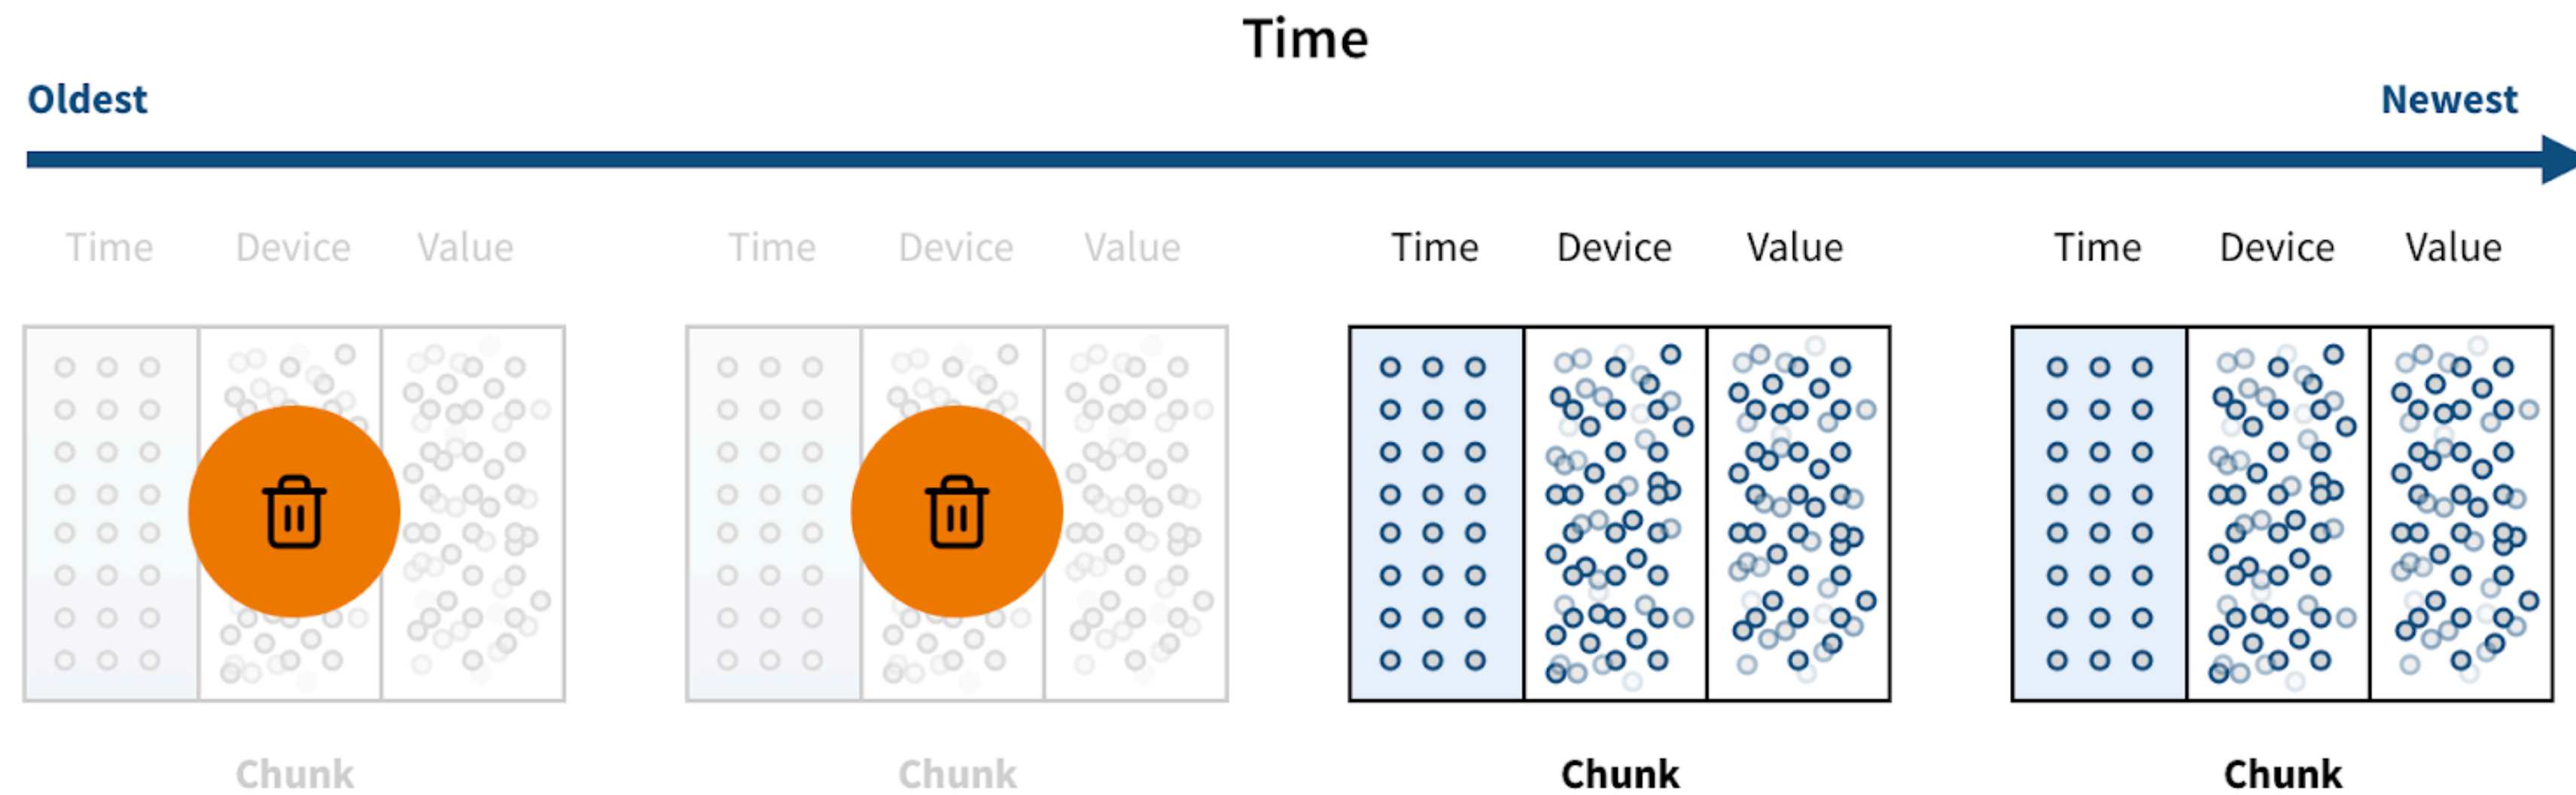 Time
Oldest Newest
Time Device Value Time Device Value Time Device Value Time Device Value
Chunk Chunk Chunk Chunk